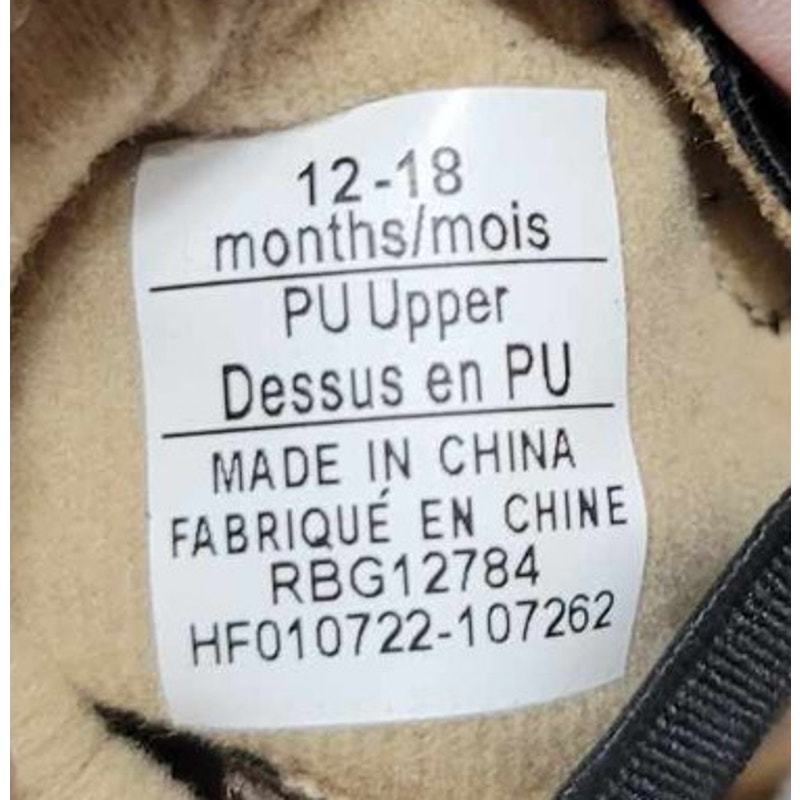 12-18
months/mois
PU Upper
Dessus en PU
MADE IN CHINA
FABRIQUÉ EN CHINE
RBG12784
HF010722-107262